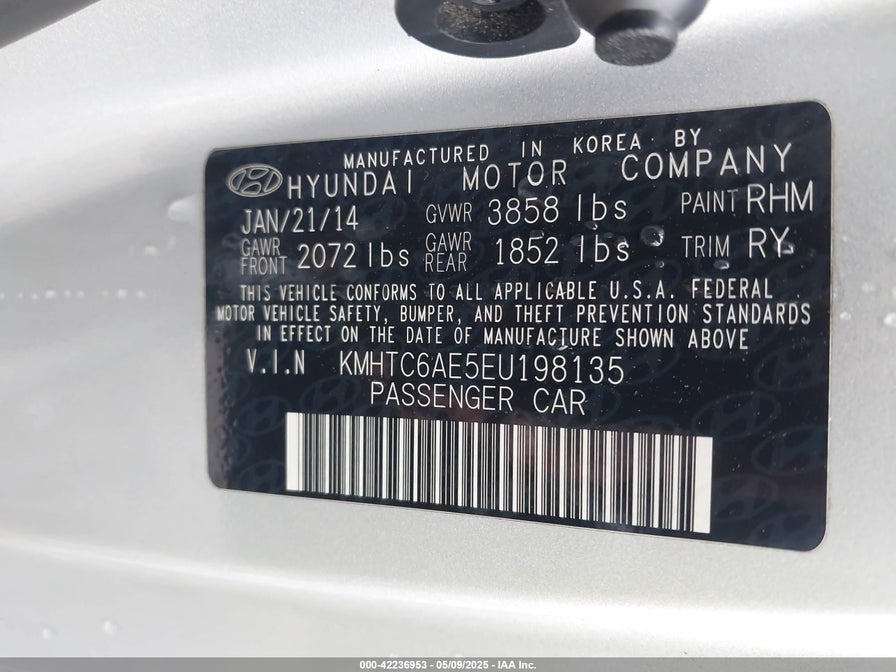 MANUFACTURED IN KOREA BY
HYUNDAI MOTOR COMPANY
JAN/21/14 GVWR 3858 lbs PAINT RHM
GAWR FRONT 2072 lbs GAWR REAR 1852 lbs TRIM RY
THIS VEHICLE CONFORMS TO ALL APPLICABLE U.S.A. FEDERAL
MOTOR VEHICLE SAFETY, BUMPER, AND THEFT PREVENTION STANDARDS
IN EFFECT ON THE DATE OF MANUFACTURE SHOWN ABOVE
V.I.N KMHTC6AE5EU198135
PASSENGER CAR
000-42236953 - 05/09/2025 - IAA Inc.